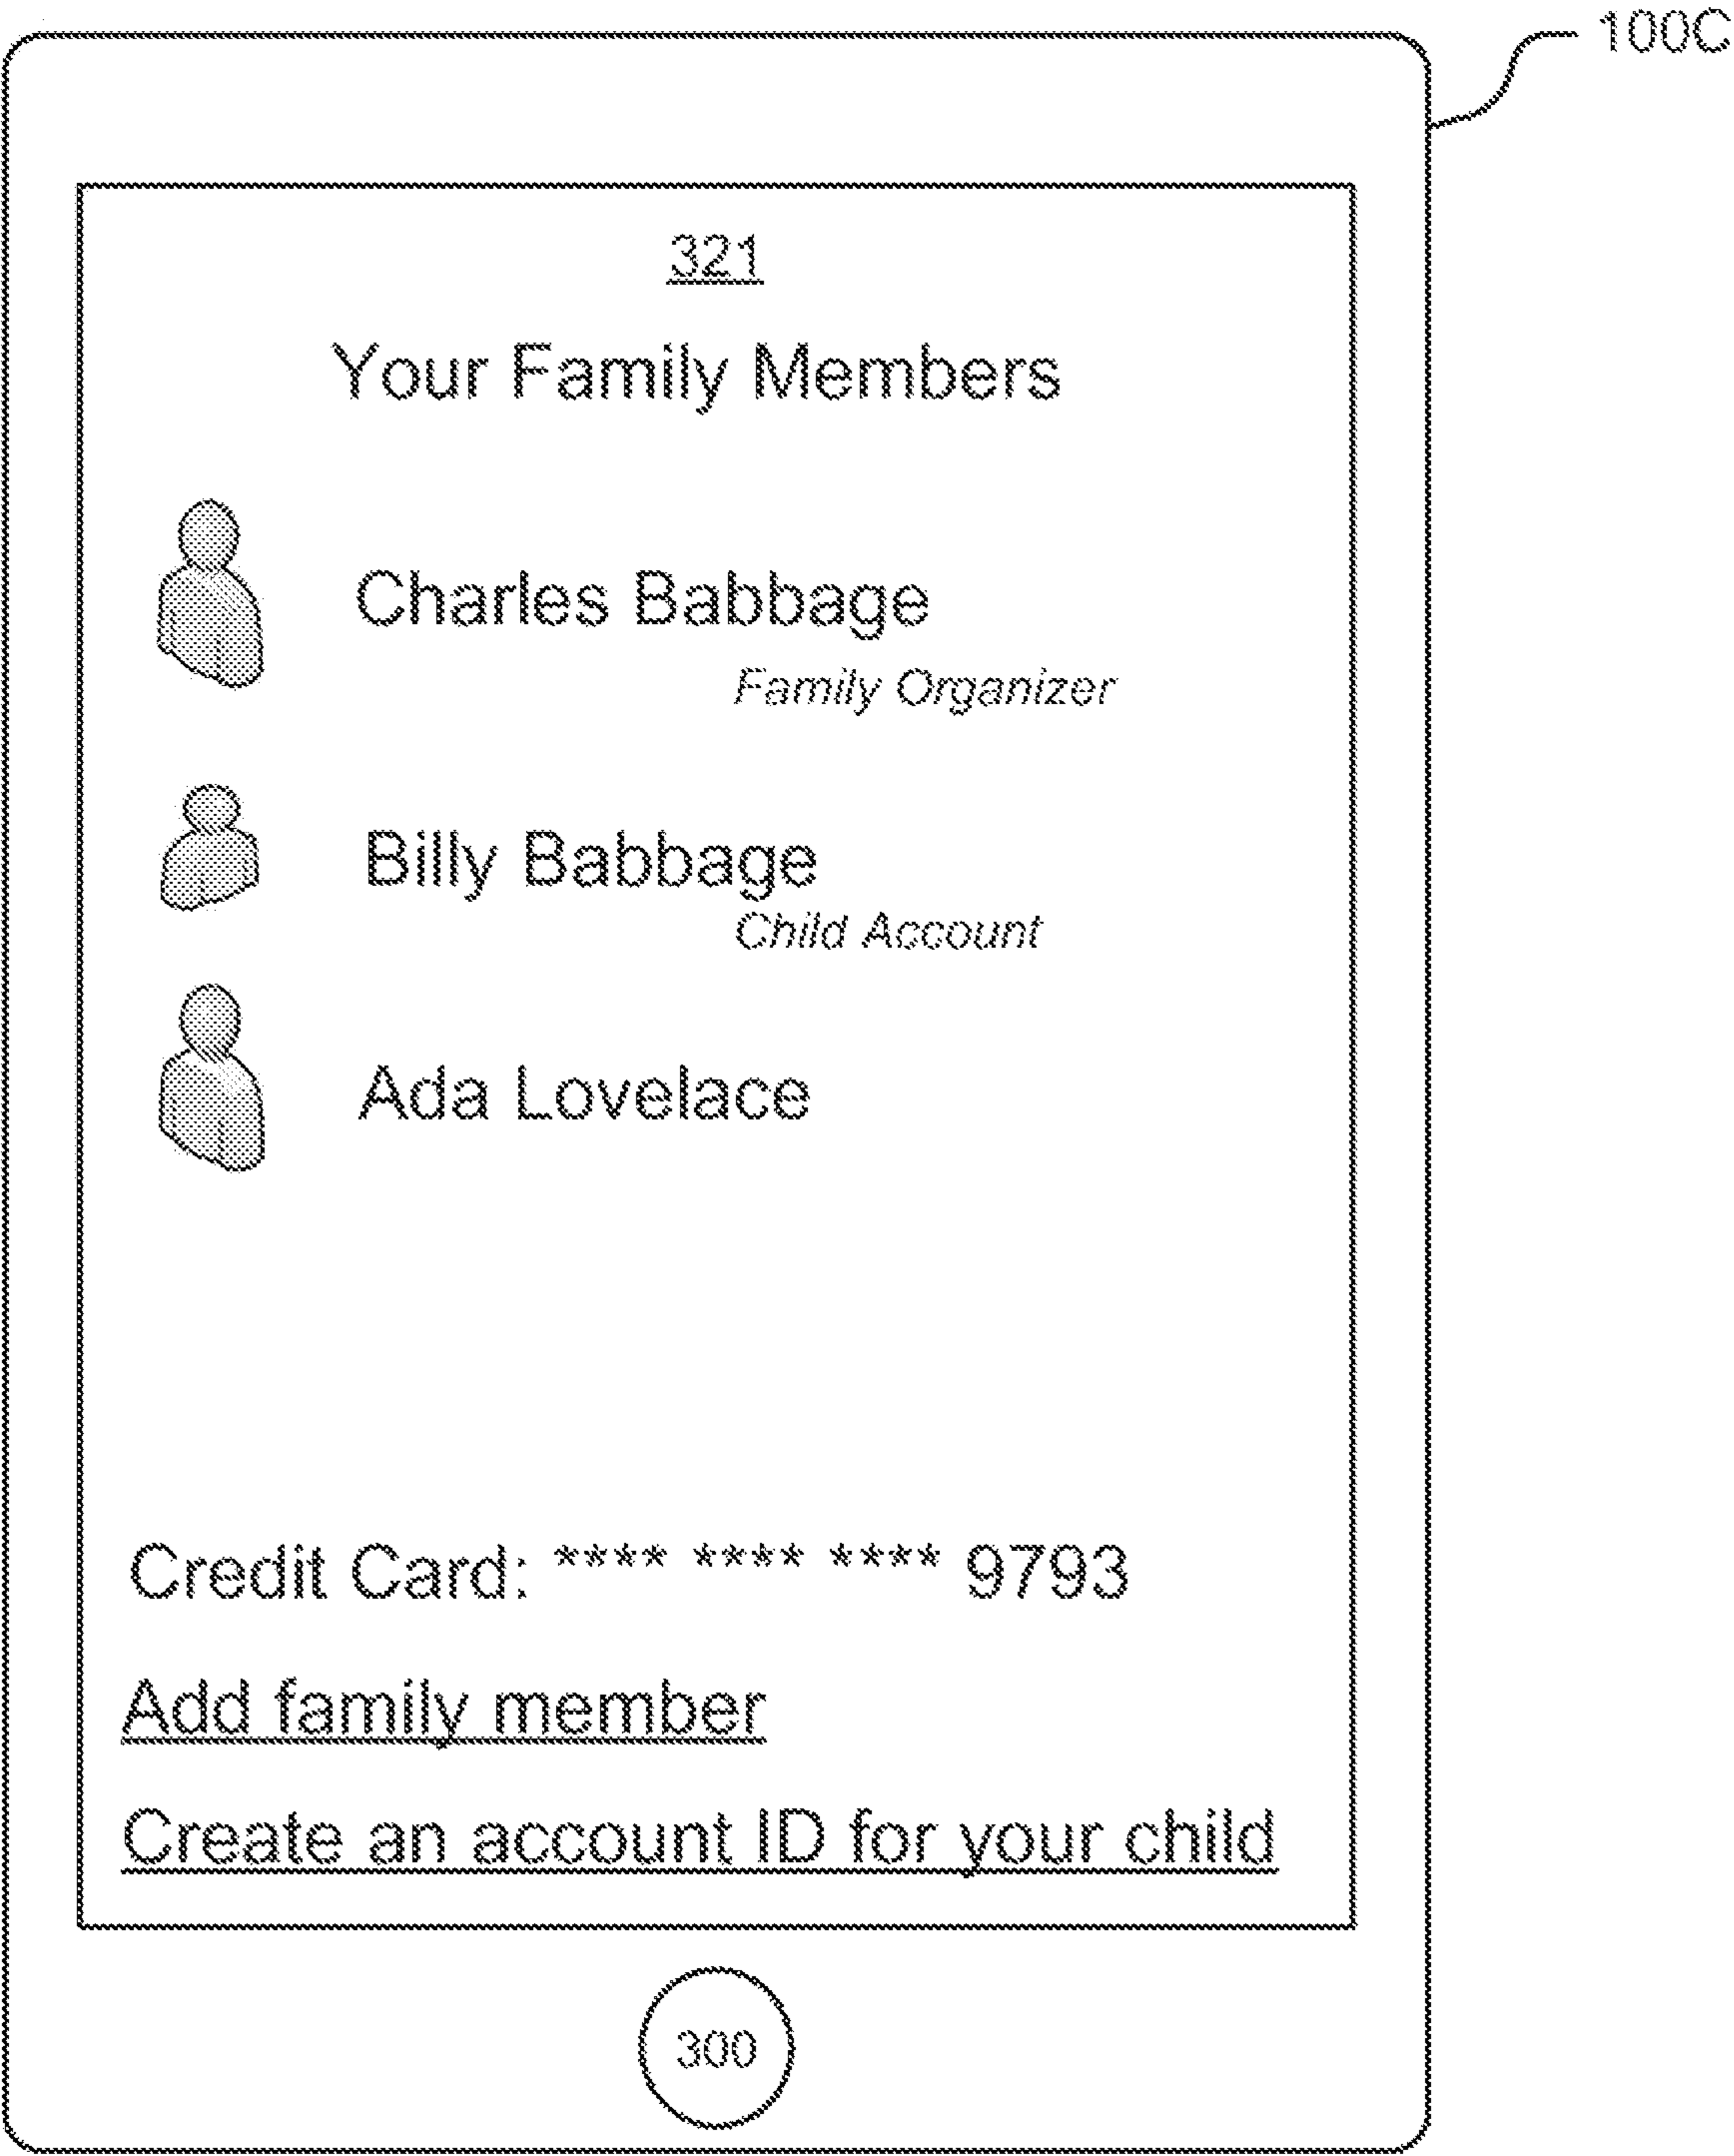 100C
321
Your Family Members
Charles Babbage
Family Organizer
Billy Babbage
Child Account
Ada Lovelace
Credit Card: **** **** **** 9793
Add family member
Create an account ID for your child
300